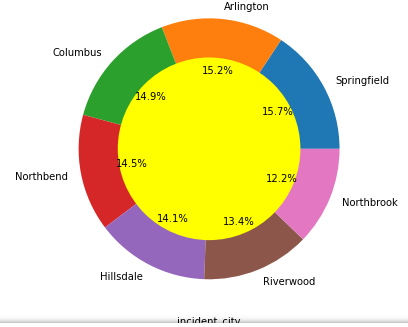 Arlington
Columbus
15.2%
Springfield
14.9%
15.7%
14.5%
Northbend
12.2%
Northbrook
14.1%
13.4%
Hillsdale
Riverwood
incident_city